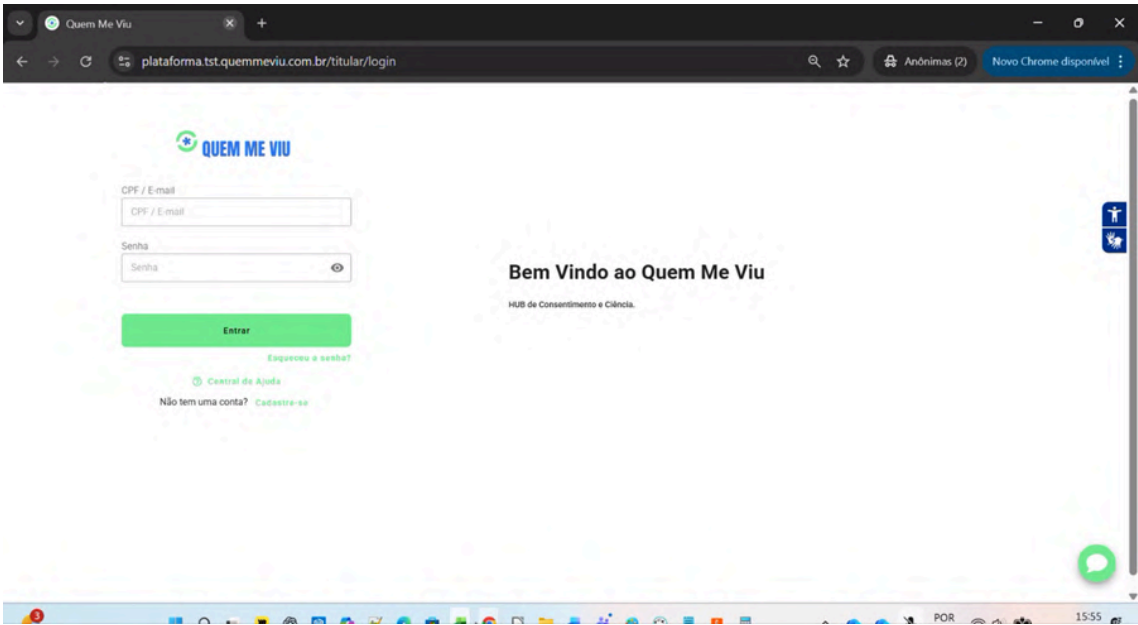 Quem Me Viu
plataforma.tst.quemmeviu.com.br/titular/login
Anônimas (2)
Novo Chrome disponível
QUEM ME VIU
CPF / E-mail
CPF / E-mail
Senha
Senha
Entrar
Esqueceu a senha?
Central de Ajuda
Não tem uma conta? Cadastre-se
Bem Vindo ao Quem Me Viu
HUB de Consentimento e Ciência.
3
POR
15:55